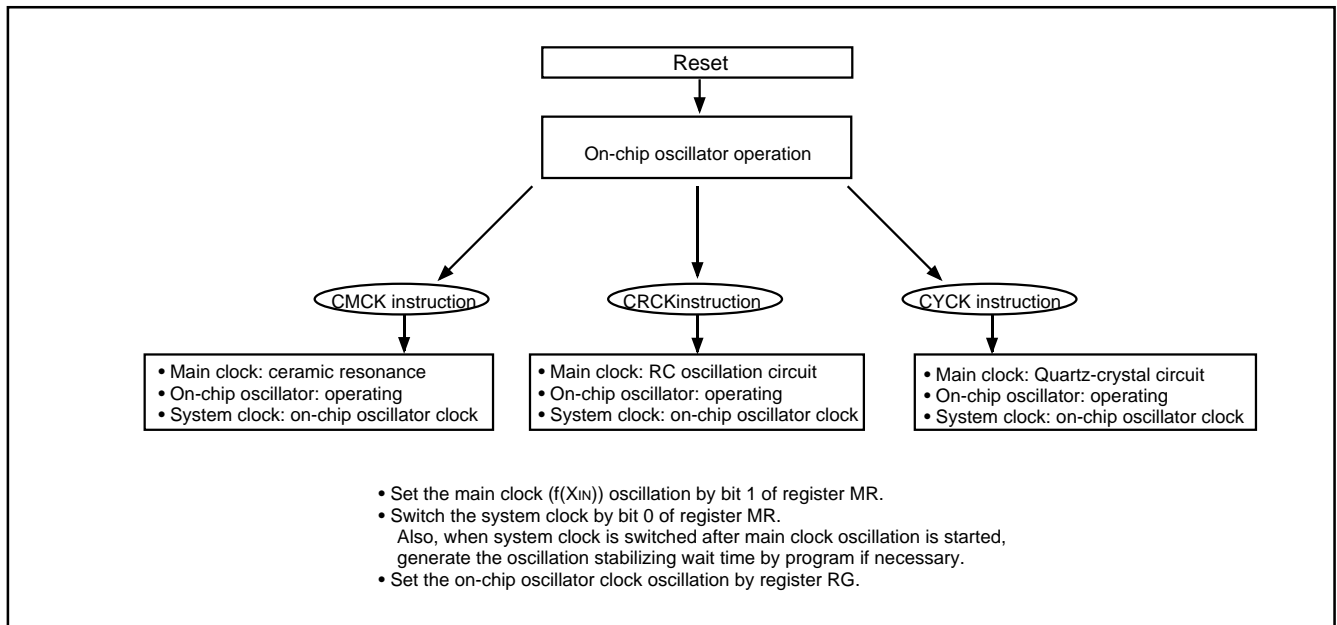 Reset
On-chip oscillator operation
CMCK instruction
CRCKinstruction
CYCK instruction
• Main clock: ceramic resonance
• On-chip oscillator: operating
• System clock: on-chip oscillator clock
• Main clock: RC oscillation circuit
• On-chip oscillator: operating
• System clock: on-chip oscillator clock
• Main clock: Quartz-crystal circuit
• On-chip oscillator: operating
• System clock: on-chip oscillator clock
• Set the main clock (f(XIN)) oscillation by bit 1 of register MR.
• Switch the system clock by bit 0 of register MR.
Also, when system clock is switched after main clock oscillation is started,
generate the oscillation stabilizing wait time by program if necessary.
• Set the on-chip oscillator clock oscillation by register RG.